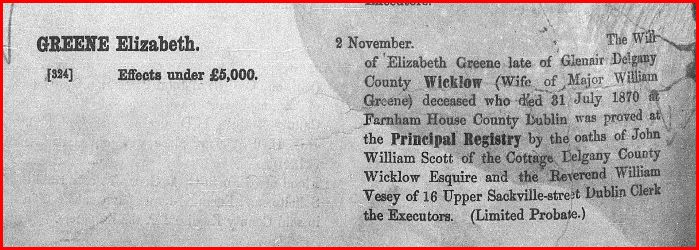 Executors.
GREENE Elizabeth.
[324] Effects under £5,000.
2 November. The Will
of Elizabeth Greene late of Glenair Delgany
County Wicklow (Wife of Major William
Greene) deceased who died 31 July 1870 at
Farnham House County Dublin was proved at
the Principal Registry by the oaths of John
William Scott of the Cottage Delgany County
Wicklow Esquire and the Reverend William
Vesey of 16 Upper Sackville-street Dublin Clerk
the Executors. (Limited Probate.)